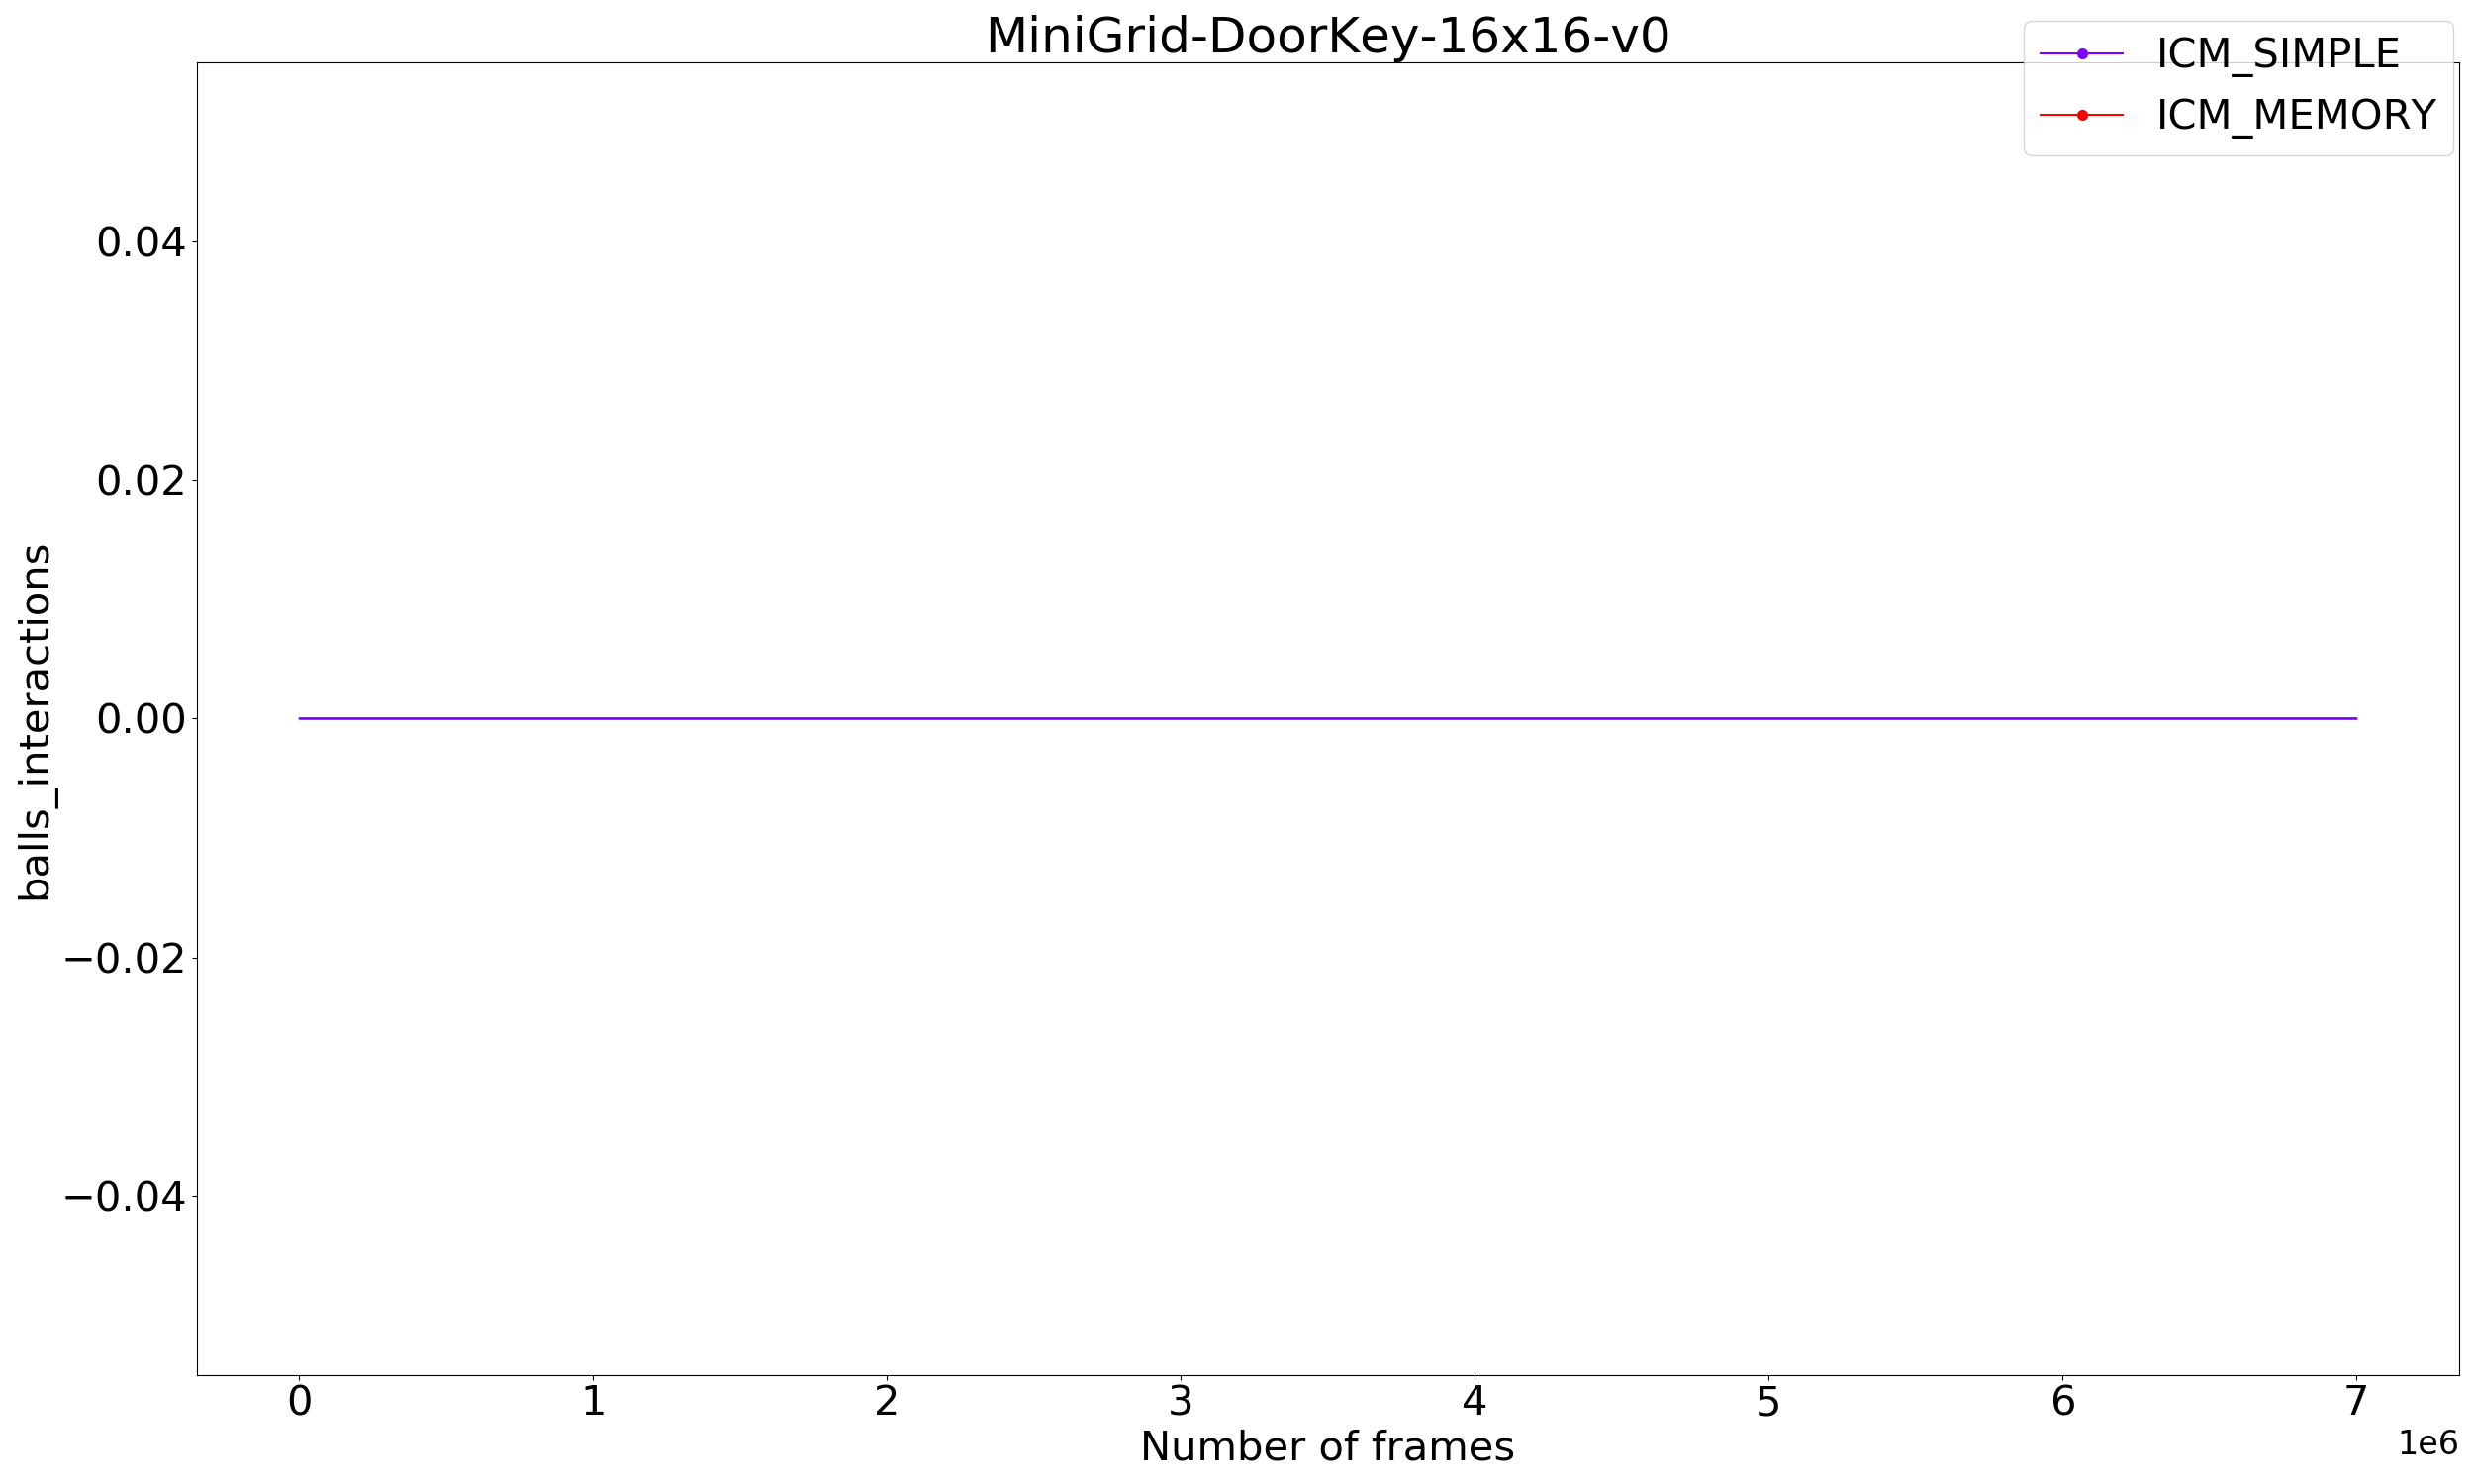 MiniGrid-DoorKey-16x16-v0
ICM_SIMPLE
ICM_MEMORY
balls_interactions
0.04
0.02
0.00
−0.02
−0.04
0 1 2 3 4 5 6 7
Number of frames
1e6